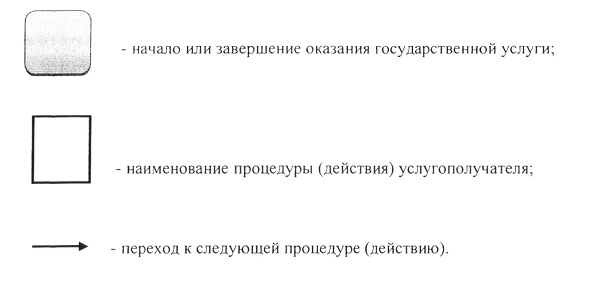 - начало или завершение оказания государственной услуги;
- наименование процедуры (действия) услугополучателя;
- переход к следующей процедуре (действию).